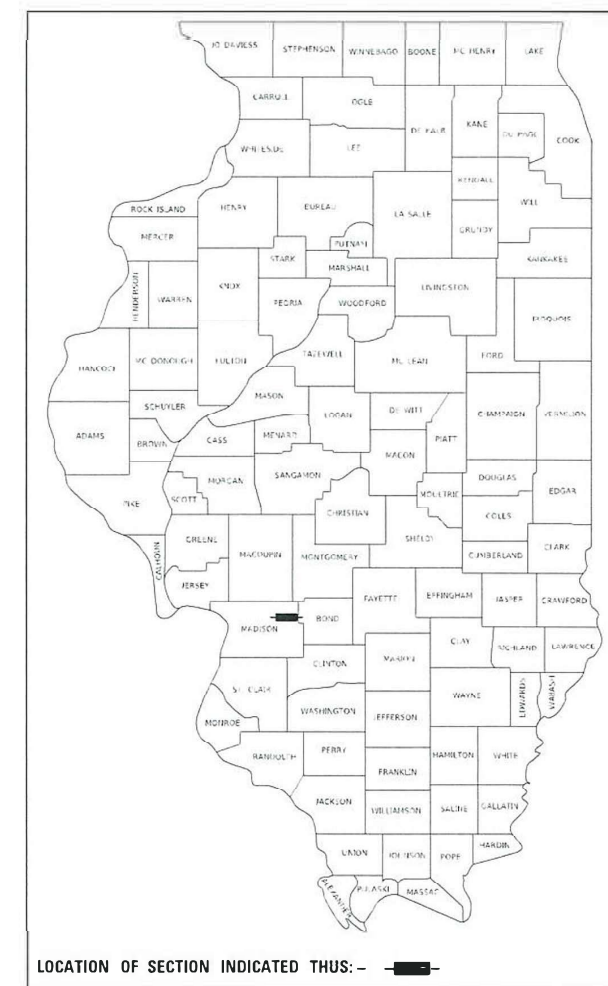 JO DAVIESS STEPHENSON WINNEBAGO BOONE MC HENRY LAKE
CARROLL OGLE
DE KALB KANE DU PAGE COOK
WHITESIDE LEE
KENDALL
ROCK ISLAND HENRY BUREAU LA SALLE GRUNDY WILL
MERCER PUTNAM
STARK MARSHALL KANKAKEE
HENDERSON WARREN KNOX PEORIA WOODFORD LIVINGSTON
IROQUOIS
HANCOCK MC DONOUGH FULTON TAZEWELL MC LEAN FORD
MASON
SCHUYLER LOGAN DE WITT CHAMPAIGN VERMILION
ADAMS BROWN CASS MENARD MACON PIATT
MORGAN SANGAMON DOUGLAS
PIKE SCOTT CHRISTIAN MOULTRIE EDGAR
COLES
CALHOUN GREENE MACOUPIN MONTGOMERY SHELBY
CUMBERLAND CLARK
JERSEY
FAYETTE EFFINGHAM JASPER CRAWFORD
MADISON BOND
CLAY RICHLAND LAWRENCE
CLINTON MARION
ST. CLAIR WAYNE EDWARDS WABASH
MONROE WASHINGTON JEFFERSON
RANDOLPH PERRY HAMILTON WHITE
FRANKLIN
JACKSON WILLIAMSON SALINE GALLATIN
UNION JOHNSON POPE HARDIN
ALEXANDER PULASKI MASSAC
LOCATION OF SECTION INDICATED THUS: –